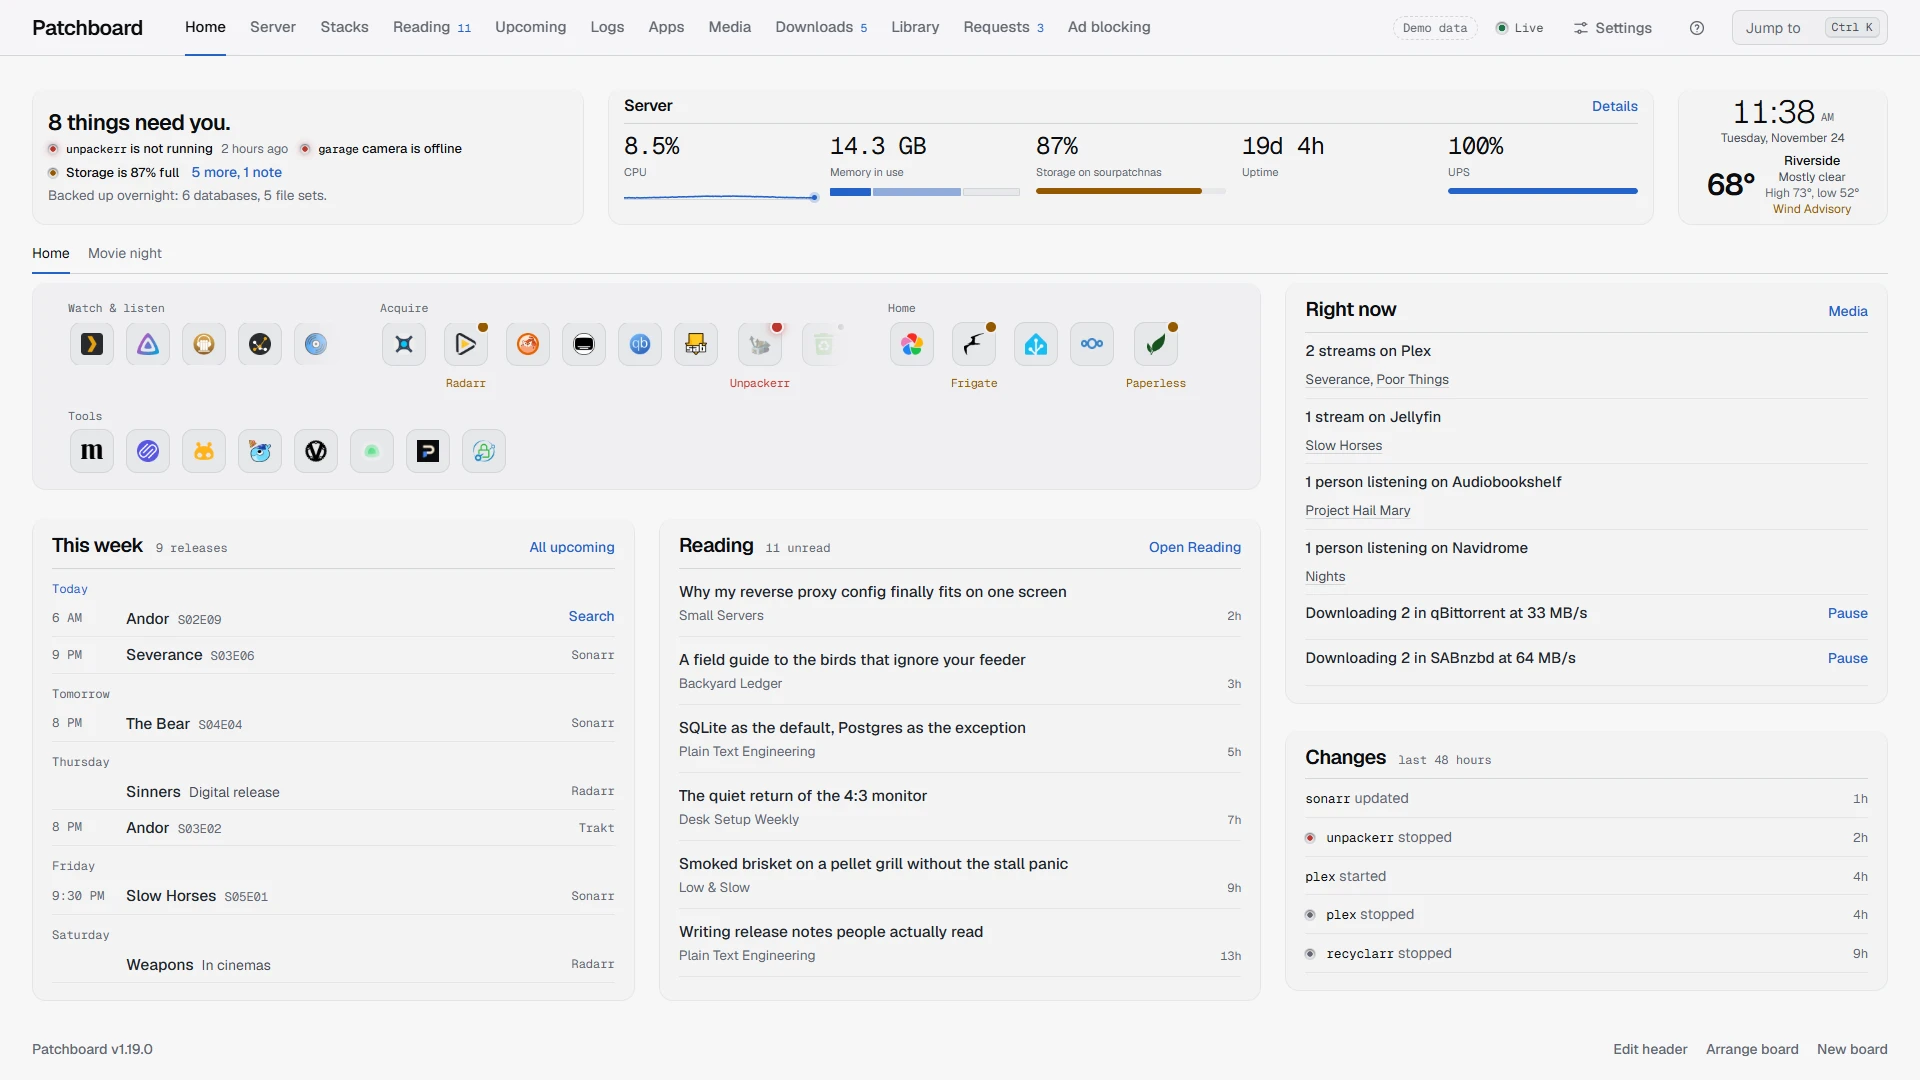 Patchboard
Home
Server
Stacks
Reading 11
Upcoming
Logs
Apps
Media
Downloads 5
Library
Requests 3
Ad blocking
Demo data
Live
Settings
Jump to Ctrl K
8 things need you.
unpackerr is not running 2 hours ago garage camera is offline
Storage is 87% full 5 more, 1 note
Backed up overnight: 6 databases, 5 file sets.
Server Details
8.5%
CPU
14.3 GB
Memory in use
87%
Storage on sourpatchnas
19d 4h
Uptime
100%
UPS
11:38 AM
Tuesday, November 24
68°
Riverside
Mostly clear
High 73°, low 52°
Wind Advisory
Home Movie night
Watch & listen
Acquire
qb
Radarr
Unpackerr
Home
Frigate
Paperless
Tools
m
Right now Media
2 streams on Plex
Severance, Poor Things
1 stream on Jellyfin
Slow Horses
1 person listening on Audiobookshelf
Project Hail Mary
1 person listening on Navidrome
Nights
Downloading 2 in qBittorrent at 33 MB/s Pause
Downloading 2 in SABnzbd at 64 MB/s Pause
This week 9 releases All upcoming
Today
6 AM Andor S02E09 Search
9 PM Severance S03E06 Sonarr
Tomorrow
8 PM The Bear S04E04 Sonarr
Thursday
Sinners Digital release Radarr
8 PM Andor S03E02 Trakt
Friday
9:30 PM Slow Horses S05E01 Sonarr
Saturday
Weapons In cinemas Radarr
Reading 11 unread Open Reading
Why my reverse proxy config finally fits on one screen
Small Servers 2h
A field guide to the birds that ignore your feeder
Backyard Ledger 3h
SQLite as the default, Postgres as the exception
Plain Text Engineering 5h
The quiet return of the 4:3 monitor
Desk Setup Weekly 7h
Smoked brisket on a pellet grill without the stall panic
Low & Slow 9h
Writing release notes people actually read
Plain Text Engineering 13h
Changes last 48 hours
sonarr updated 1h
unpackerr stopped 2h
plex started 4h
plex stopped 4h
recyclarr stopped 9h
Patchboard v1.19.0
Edit header Arrange board New board